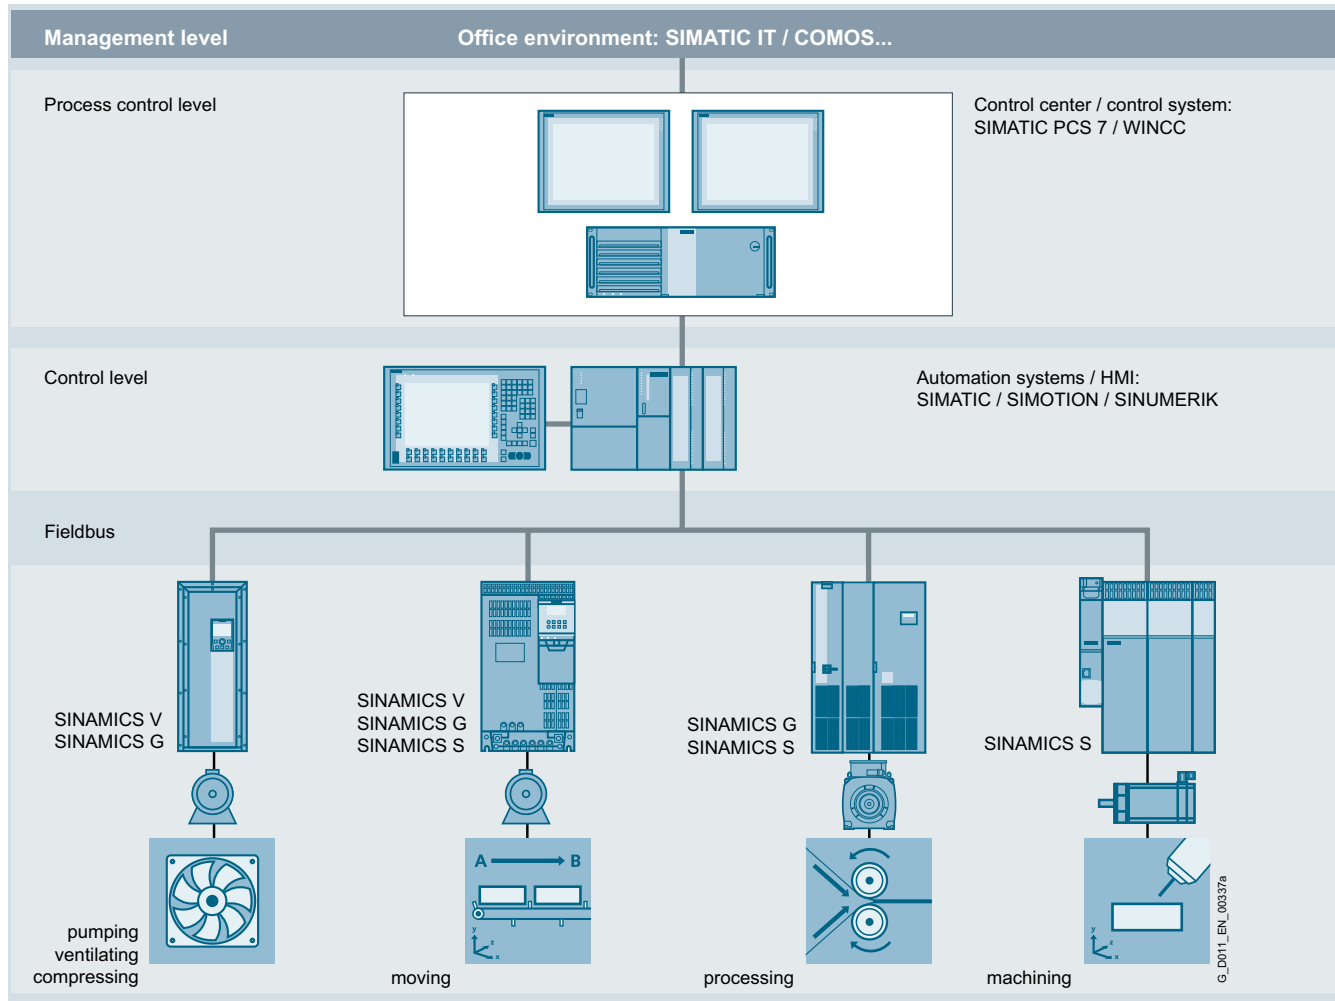 Management level
Office environment: SIMATIC IT / COMOS...
Process control level
Control center / control system:
SIMATIC PCS 7 / WINCC
Control level
Automation systems / HMI:
SIMATIC / SIMOTION / SINUMERIK
Fieldbus
SINAMICS V
SINAMICS G
SINAMICS V
SINAMICS G
SINAMICS S
SINAMICS G
SINAMICS S
SINAMICS S
A
B
y
z
x
y
z
x
pumping
ventilating
compressing
moving
processing
machining
G_D011_EN_00337a